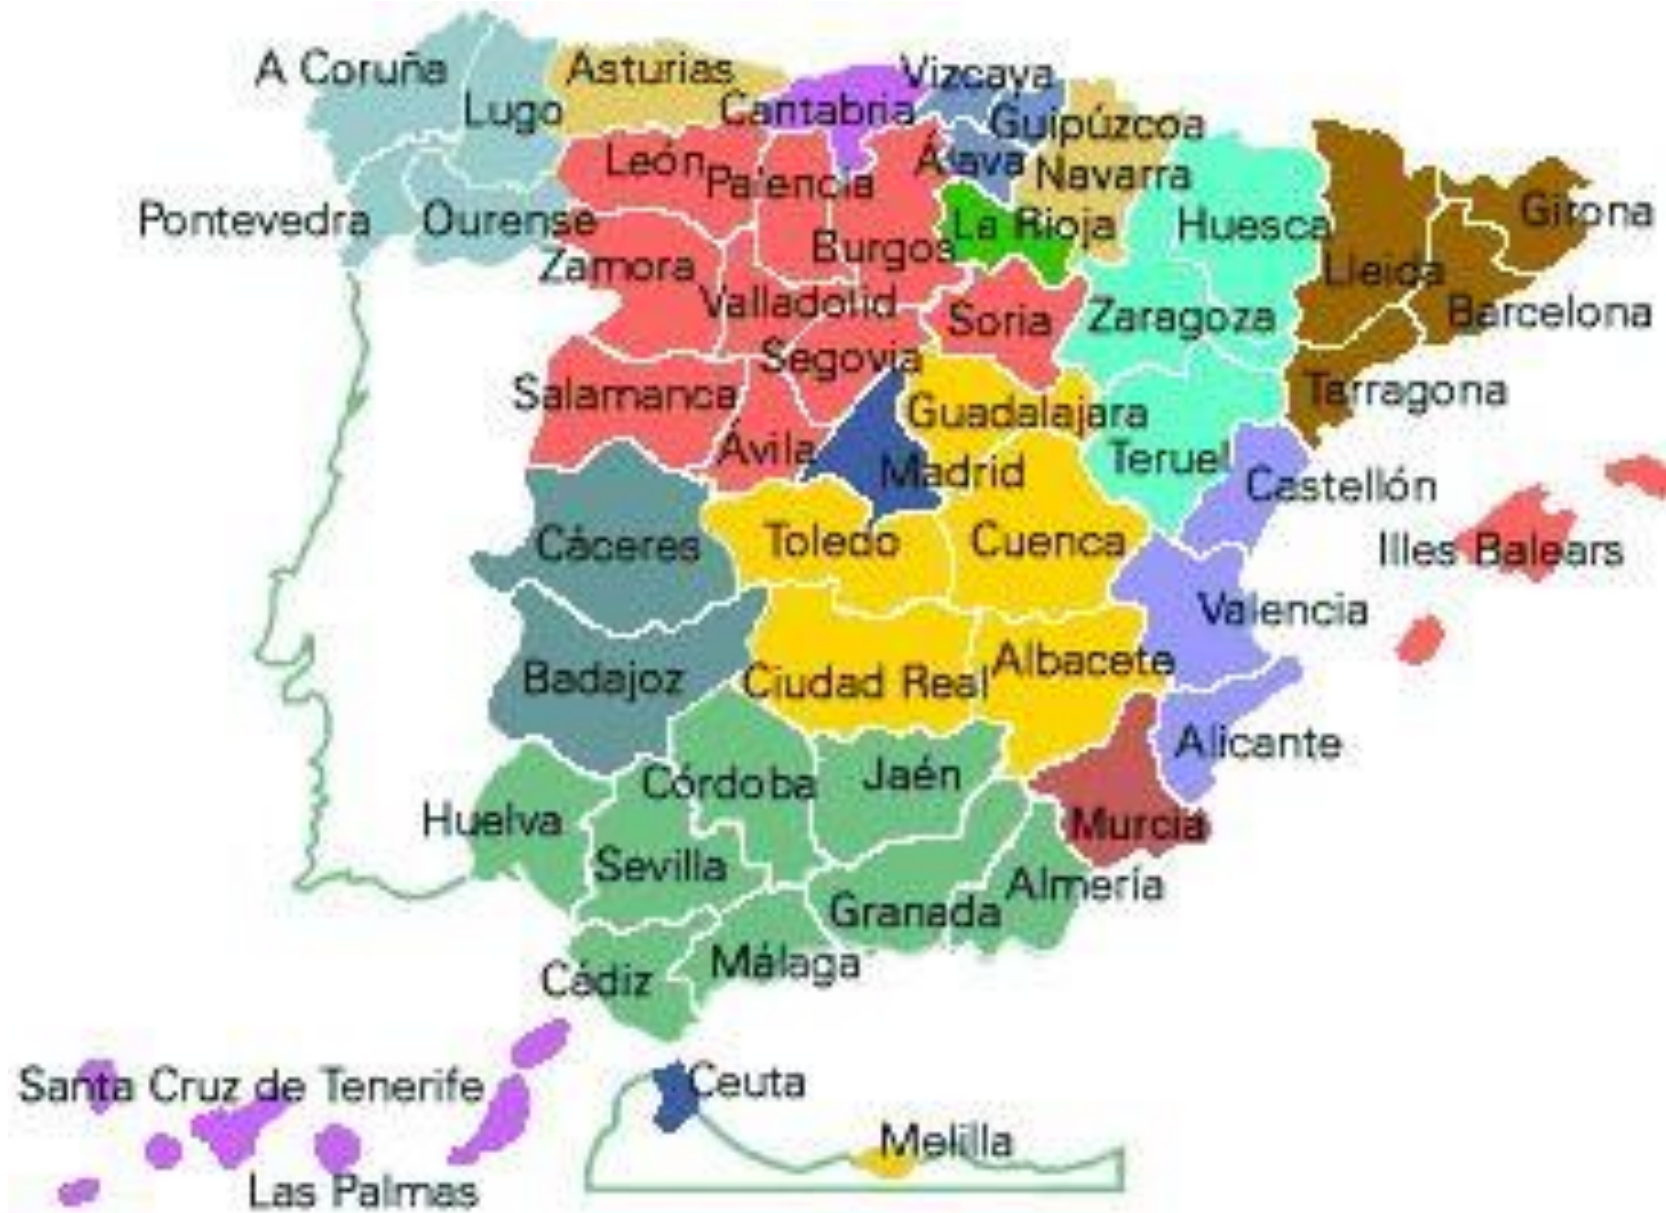 A Coruña
Asturias
Vizcaya
Cantabria
Lugo
Guipúzcoa
León
Álava
Palencia
Navarra
Pontevedra
Ourense
La Rioja
Huesca
Girona
Burgos
Zamora
Lleida
Valladolid
Soria
Zaragoza
Barcelona
Segovia
Salamanca
Tarragona
Guadalajara
Ávila
Teruel
Madrid
Castellón
Cáceres
Toledo
Cuenca
Illes Balears
Valencia
Badajoz
Ciudad Real
Albacete
Alicante
Jaén
Córdoba
Huelva
Murcia
Sevilla
Almería
Granada
Málaga
Cádiz
Santa Cruz de Tenerife
Ceuta
Melilla
Las Palmas